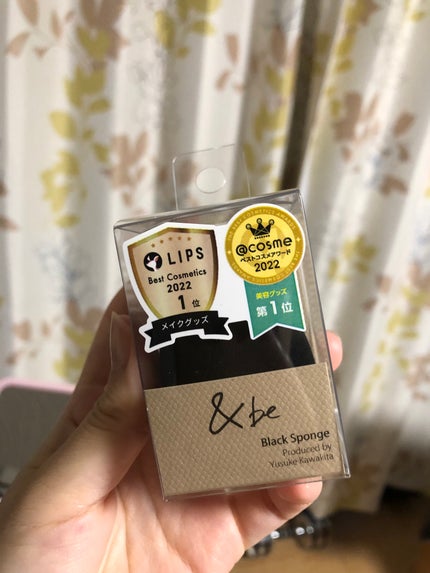 LIPS
Best Cosmetics
2022
1位
メイクグッズ
@cosme
ベストコスメアワード
2022
美容グッズ
第1位
&be
Black Sponge
Produced by
Yusuke Kawakita